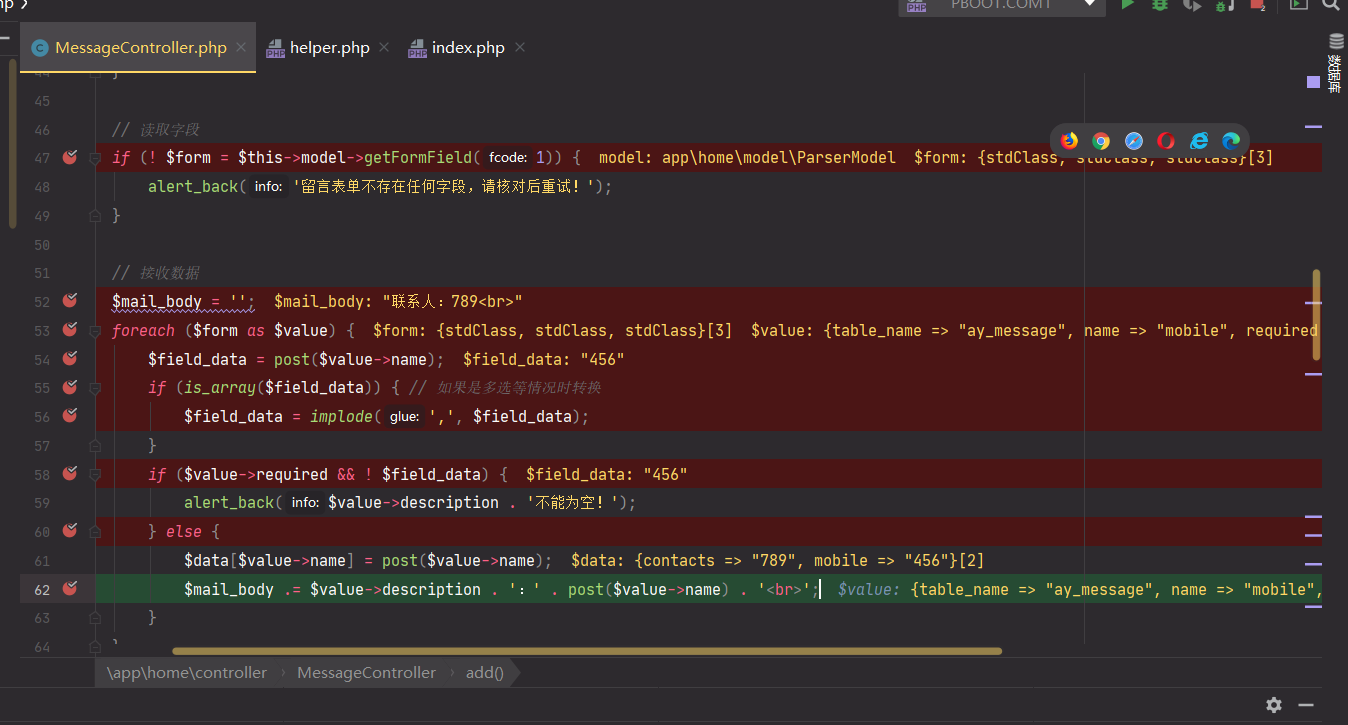 PBOOT.COM1
MessageController.php
helper.php
index.php
数据库
45
46 // 读取字段
47 if (! $form = $this->model->getFormField( fcode: 1)) { model: app\home\model\ParserModel $form: {stdClass, stdClass, stdClass}[3]
48 alert_back( info: '留言表单不存在任何字段，请核对后重试！');
49 }
50
51 // 接收数据
52 $mail_body = ''; $mail_body: "联系人：789<br>"
53 foreach ($form as $value) { $form: {stdClass, stdClass, stdClass}[3] $value: {table_name => "ay_message", name => "mobile", required
54 $field_data = post($value->name); $field_data: "456"
55 if (is_array($field_data)) { // 如果是多选等情况时转换
56 $field_data = implode( glue: ',', $field_data);
57 }
58 if ($value->required && ! $field_data) { $field_data: "456"
59 alert_back( info: $value->description . '不能为空！');
60 } else {
61 $data[$value->name] = post($value->name); $data: {contacts => "789", mobile => "456"}[2]
62 $mail_body .= $value->description . '：' . post($value->name) . '<br>'; $value: {table_name => "ay_message", name => "mobile",
63 }
64
\app\home\controller
MessageController
add()